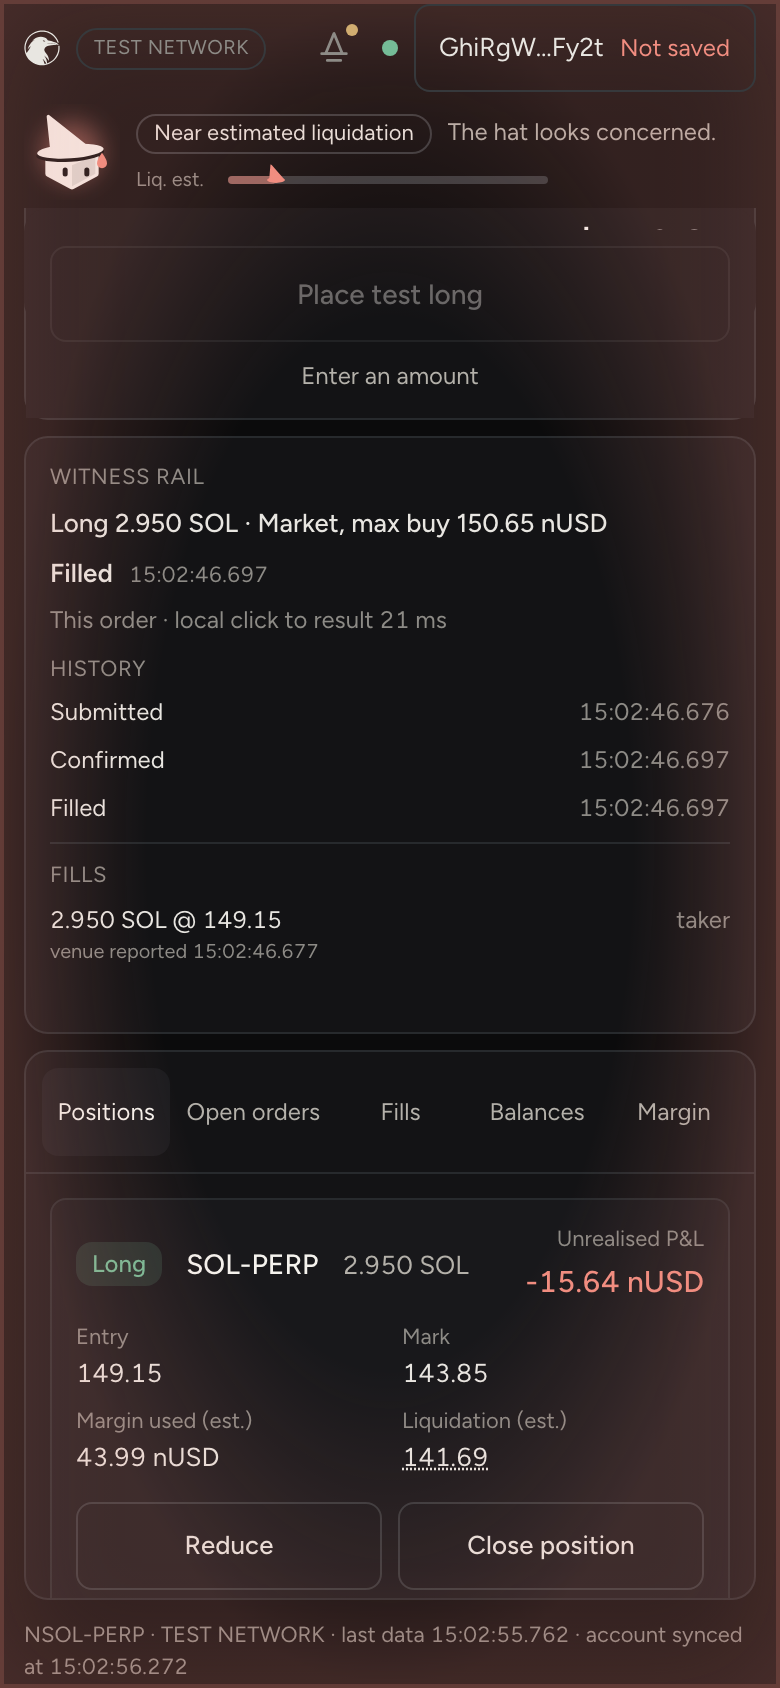 TEST NETWORK
GhiRgW...Fy2t Not saved
Near estimated liquidation The hat looks concerned.
Liq. est.
Place test long
Enter an amount
WITNESS RAIL
Long 2.950 SOL · Market, max buy 150.65 nUSD
Filled 15:02:46.697
This order · local click to result 21 ms
HISTORY
Submitted 15:02:46.676
Confirmed 15:02:46.697
Filled 15:02:46.697
FILLS
2.950 SOL @ 149.15 taker
venue reported 15:02:46.677
Positions Open orders Fills Balances Margin
Unrealised P&L
Long SOL-PERP 2.950 SOL
-15.64 nUSD
Entry Mark
149.15 143.85
Margin used (est.) Liquidation (est.)
43.99 nUSD 141.69
Reduce Close position
NSOL-PERP · TEST NETWORK · last data 15:02:55.762 · account synced
at 15:02:56.272